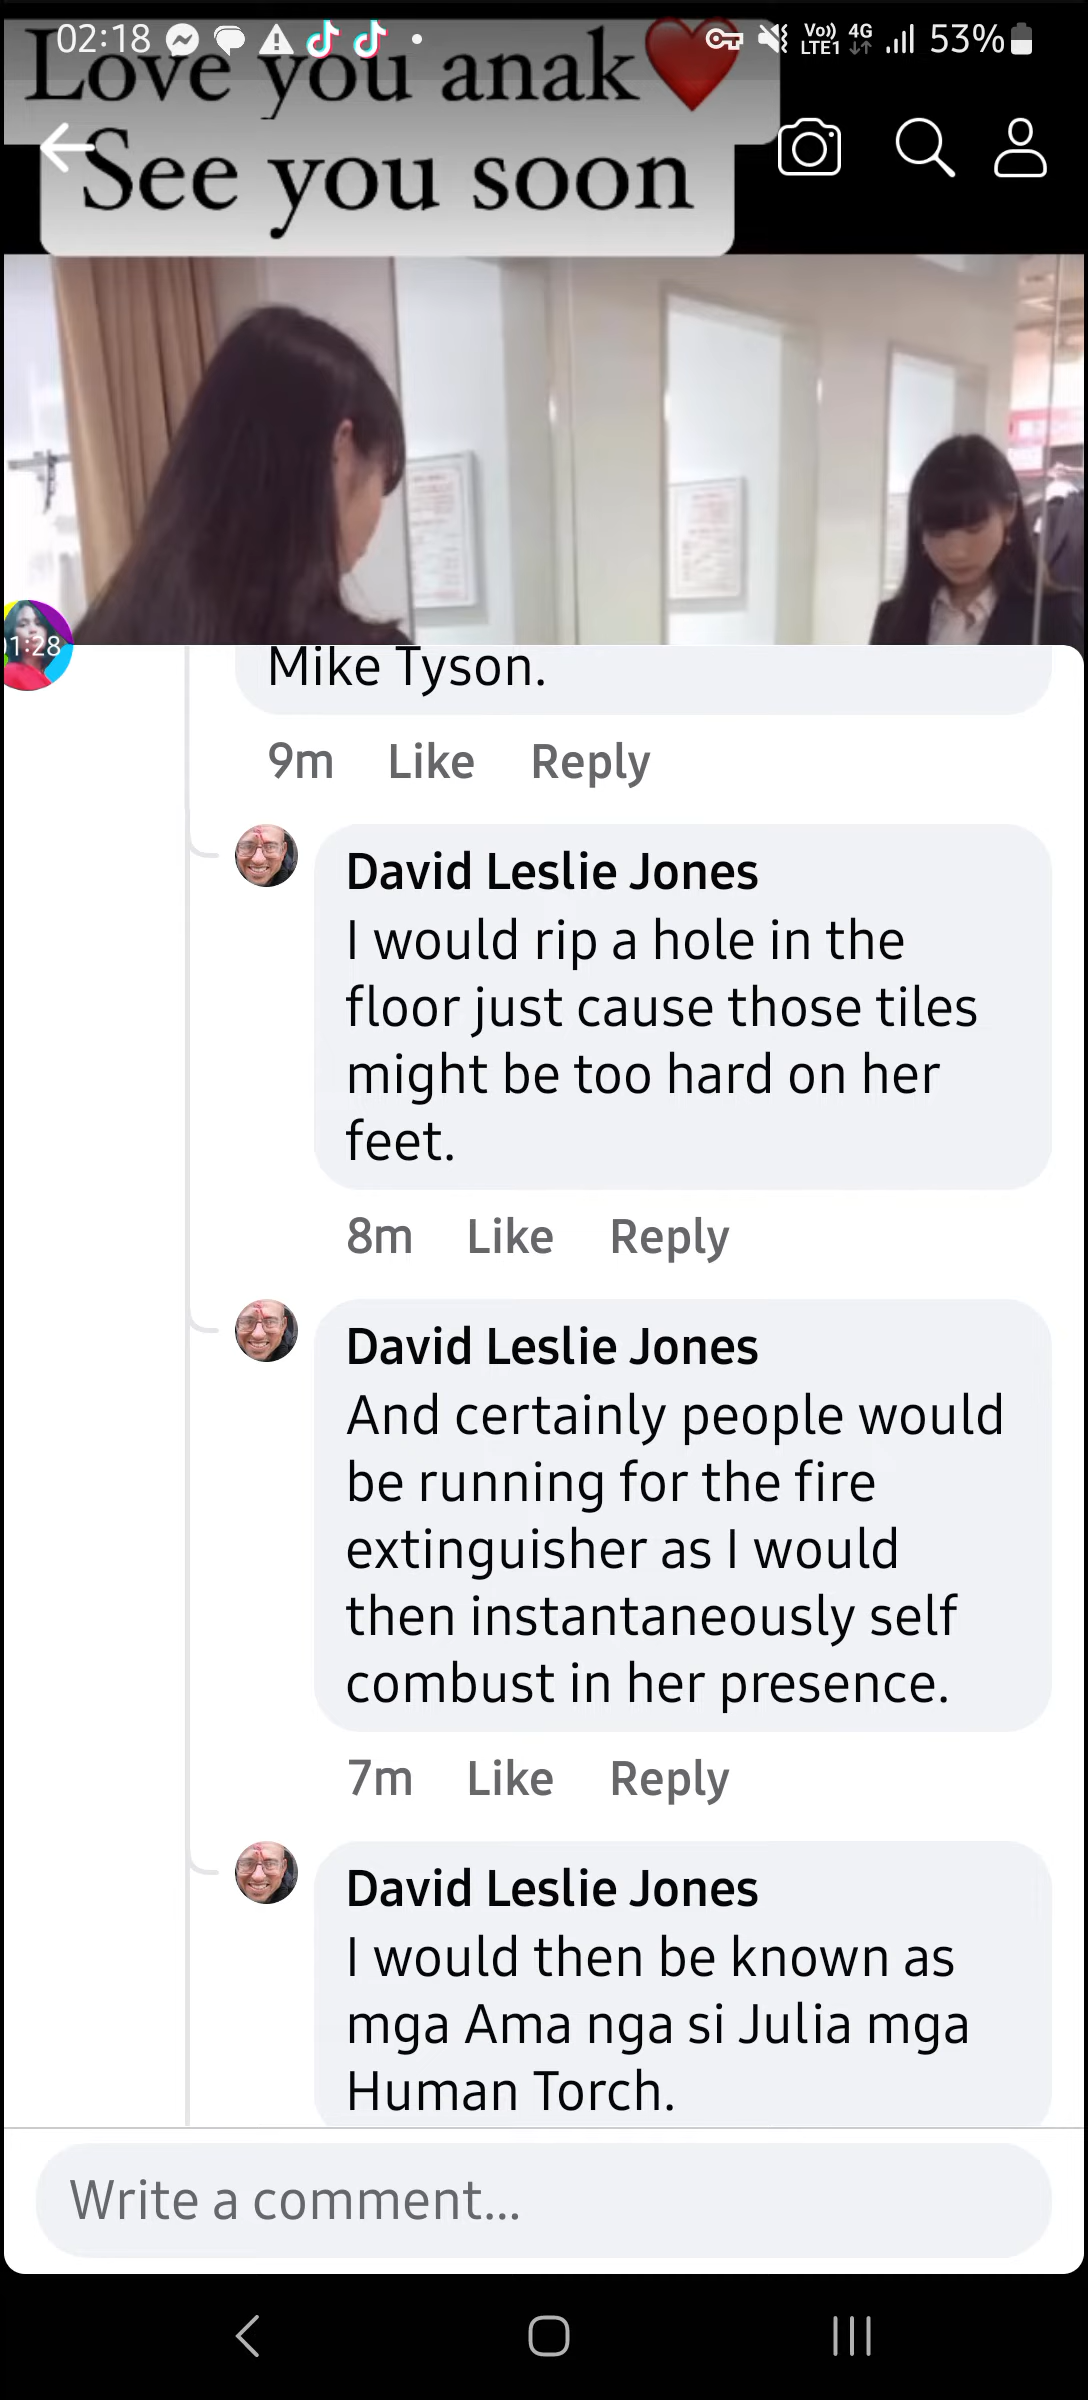 02:18
Vo)) 4G
LTE1
53%
Love you anak
See you soon
1:28
Mike Tyson.
9m Like Reply
David Leslie Jones
I would rip a hole in the
floor just cause those tiles
might be too hard on her
feet.
8m Like Reply
David Leslie Jones
And certainly people would
be running for the fire
extinguisher as I would
then instantaneously self
combust in her presence.
7m Like Reply
David Leslie Jones
I would then be known as
mga Ama nga si Julia mga
Human Torch.
Write a comment...